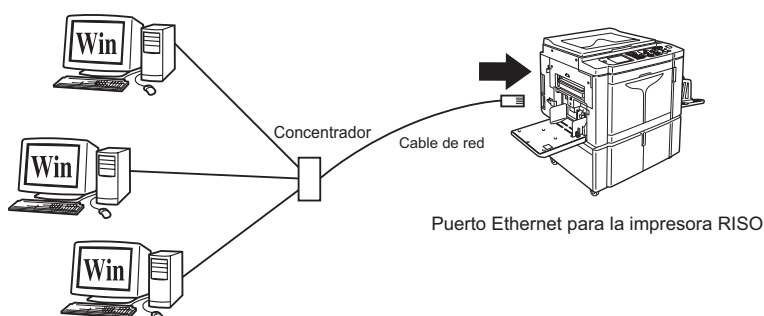 Win
Concentrador
Cable de red
Win
Puerto Ethernet para la impresora RISO
Win